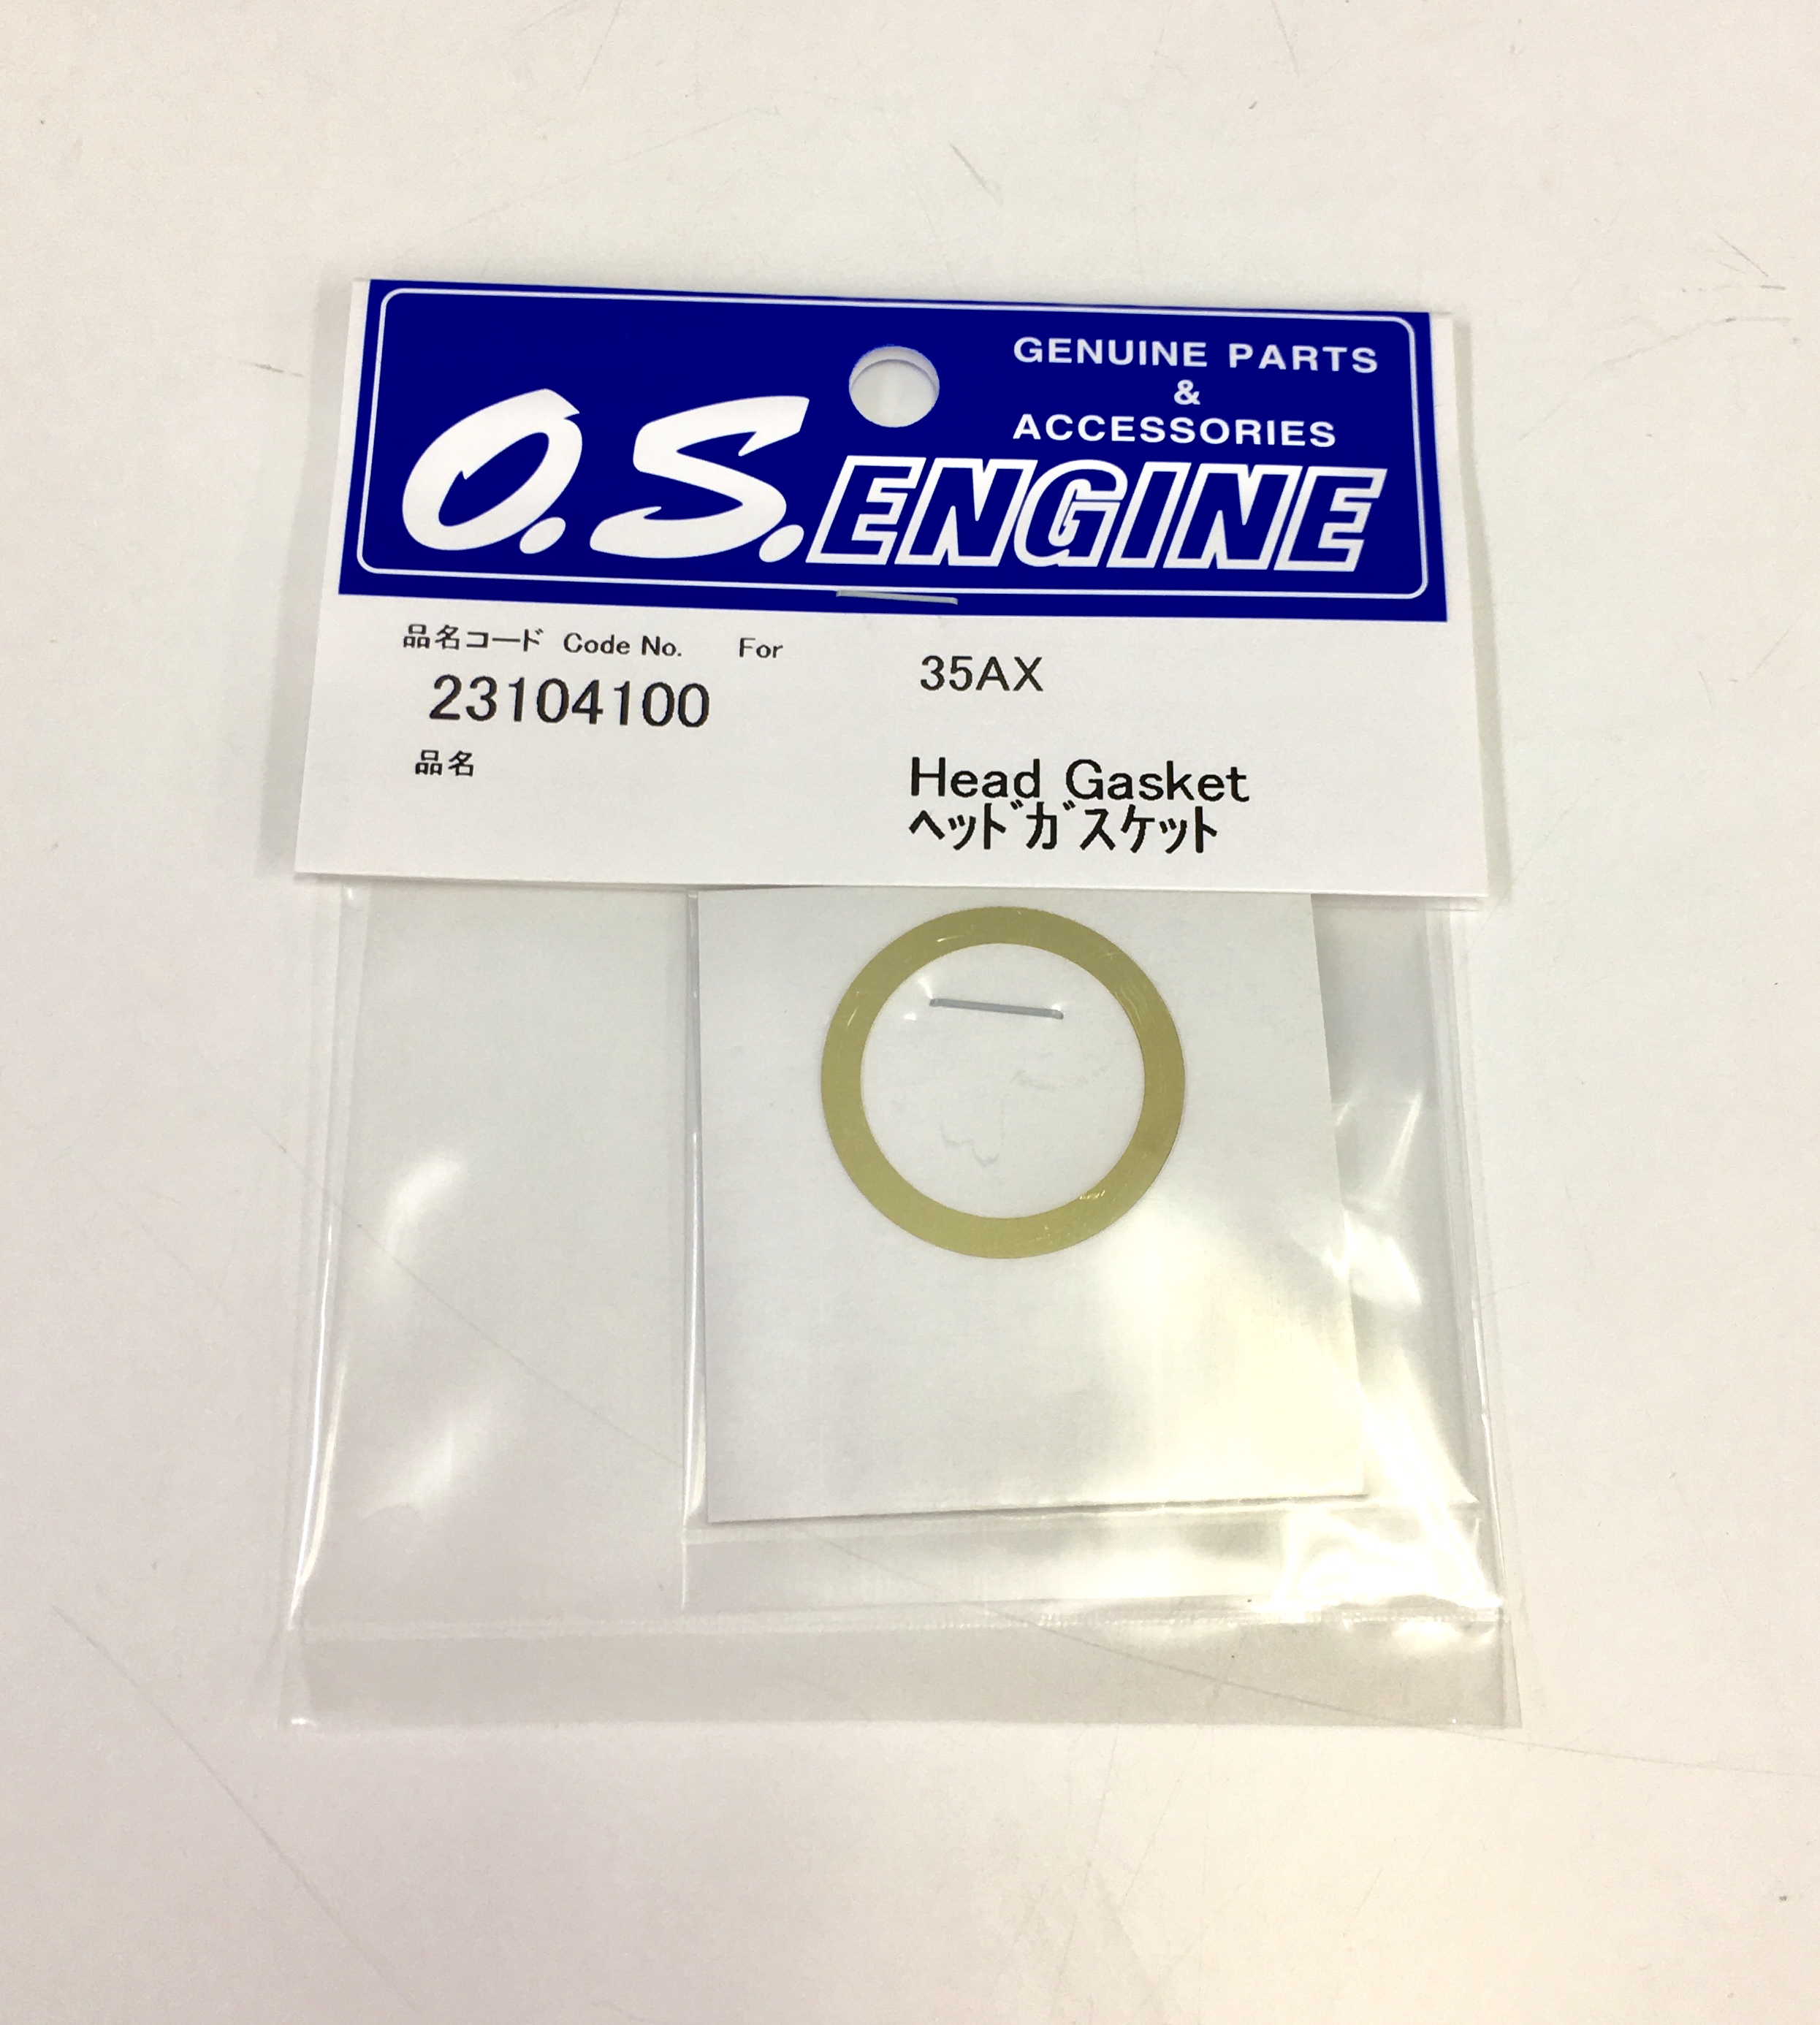 GENUINE PARTS
&
ACCESSORIES
O.S.ENGINE
品名コード Code No. For
35AX
23104100
品名
Head Gasket
ﾍｯﾄﾞｶﾞｽｹｯﾄ